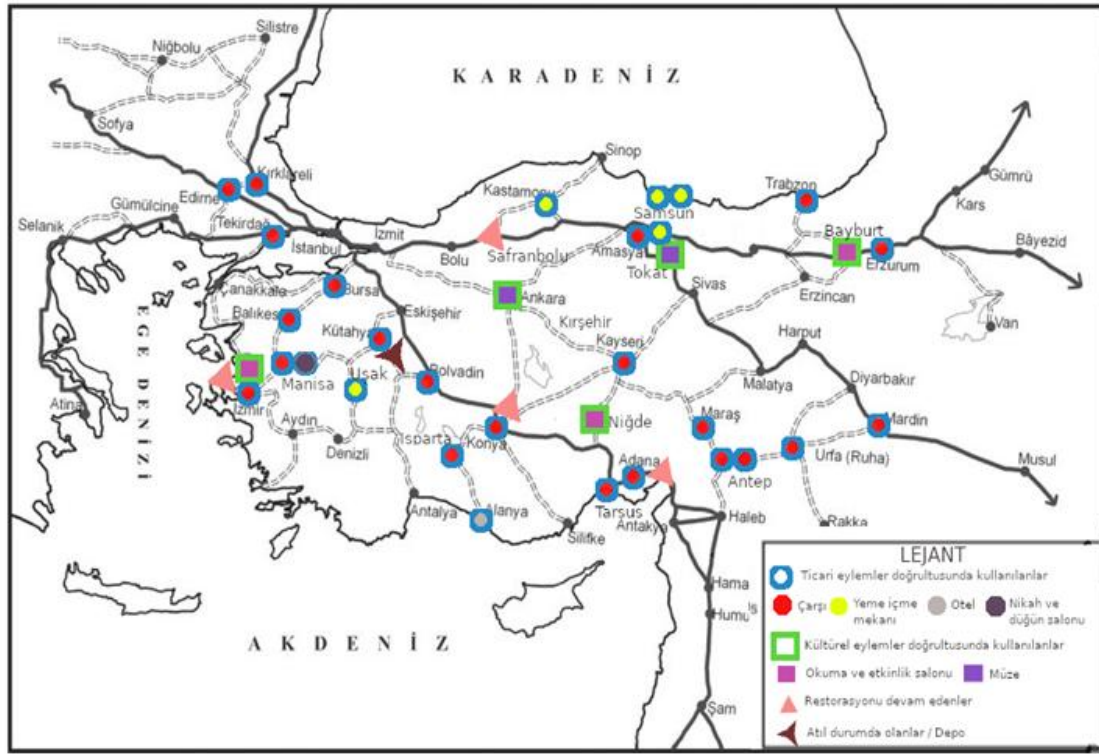 Silistre
Niğbolu
KARADENİZ
Sofya
Sinop
Gümrü
Kırklareli
Kastamonu
Trabzon
Kars
Edirne
Samsun
Gümülcine
Selanik
Tekirdağ
İzmit
Bayburt
İstanbul
Bolu
Safranbolu
Amasya
Tokat
Erzurum
Bâyezid
Çanakkale
Bursa
Ankara
Sivas
Erzincan
EGE DENİZİ
Balıkes
Eskişehir
Kırşehir
Van
Kütahya
Kayseri
Harput
Manisa
Uşak
Bolvadin
Malatya
Diyarbakır
Atina
İzmir
Aydın
Niğde
Maraş
Mardin
Isparta
Konya
Denizli
Adana
Antep
Urfa (Ruha)
Musul
Antalya
Alanya
Tarsus
Silifke
Antakya
Haleb
Rakka
LEJANT
Ticari eylemler doğrultusunda kullanılanlar
Çarşı
Yeme içme mekanı
Otel
Nikah ve düğün salonu
Kültürel eylemler doğrultusunda kullanılanlar
Okuma ve etkinlik salonu
Müze
Restorasyonu devam edenler
Atıl durumda olanlar / Depo
Hama
AKDENİZ
Şam